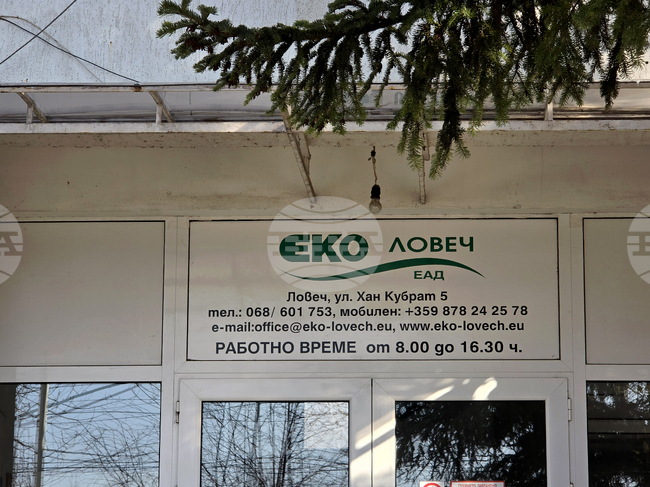 ЕКО ЛОВЕЧ
ЕАД
Ловеч, ул. Хан Кубрат 5
тел.: 068/ 601 753, мобилен: +359 878 24 25 78
e-mail:office@eko-lovech.eu, www.eko-lovech.eu
РАБОТНО ВРЕМЕ от 8.00 до 16.30 ч.